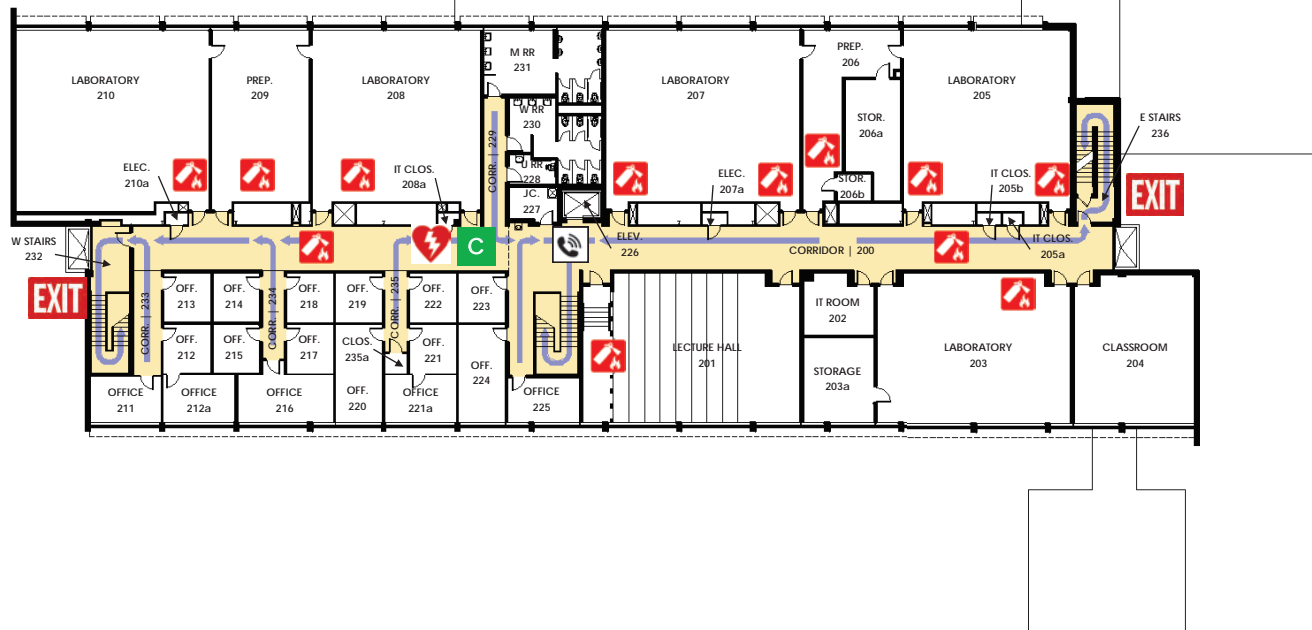 M RR
231
PREP.
206
LABORATORY
210
PREP.
209
LABORATORY
208
LABORATORY
207
LABORATORY
205
W RR
230
STOR.
206a
E STAIRS
236
CORR. | 229
U RR
228
ELEC.
210a
IT CLOS.
208a
ELEC.
207a
STOR.
206b
IT CLOS.
205b
EXIT
JC.
227
W STAIRS
232
C
ELEV.
226
CORRIDOR | 200
IT CLOS.
205a
EXIT
CORR. | 233
OFF.
213
OFF.
214
CORR. | 234
OFF.
218
OFF.
219
CORR. | 235
OFF.
222
OFF.
223
IT ROOM
202
OFF.
212
OFF.
215
OFF.
217
CLOS.
235a
OFF.
221
OFF.
224
LECTURE HALL
201
STORAGE
203a
LABORATORY
203
CLASSROOM
204
OFFICE
211
OFFICE
212a
OFFICE
216
OFF.
220
OFFICE
221a
OFFICE
225